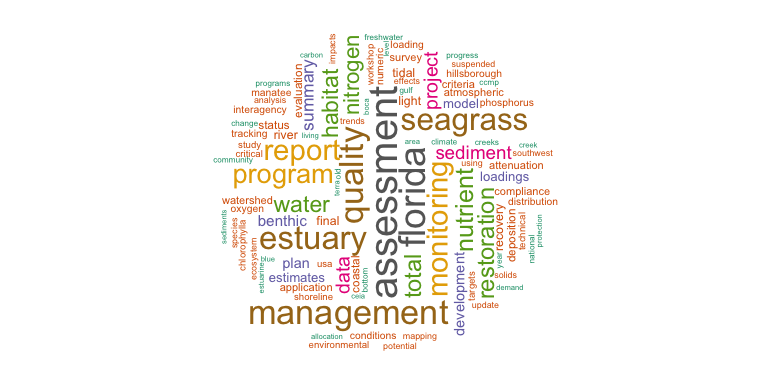 freshwater
level
impacts
carbon
nitrogen
workshop
numeric
loading
survey
tidal
effects
gulf
light
project
progress
suspended
hillsborough
criteria
ccmp
atmospheric
model
phosphorus
programs
manatee
analysis
interagency
evaluation
summary
habitat
boca
trends
quality
assessment
seagrass
change
status
tracking
river
living
study
critical
community
report
program
area
climate
creeks
creek
sediment
southwest
using
attenuation
loadings
florida
monitoring
nutrient
restoration
compliance
distribution
watershed
oxygen
water
old
terra
benthic
final
estuary
sediments
species
chlorophyll
ecosystem
estuarine
blue
plan
usa
estimates
application
shoreline
data
coastal
bottom
ceia
total
development
targets
recovery
year
deposition
technical
national
protection
solids
demand
update
management
allocation
conditions
mapping
environmental
potential